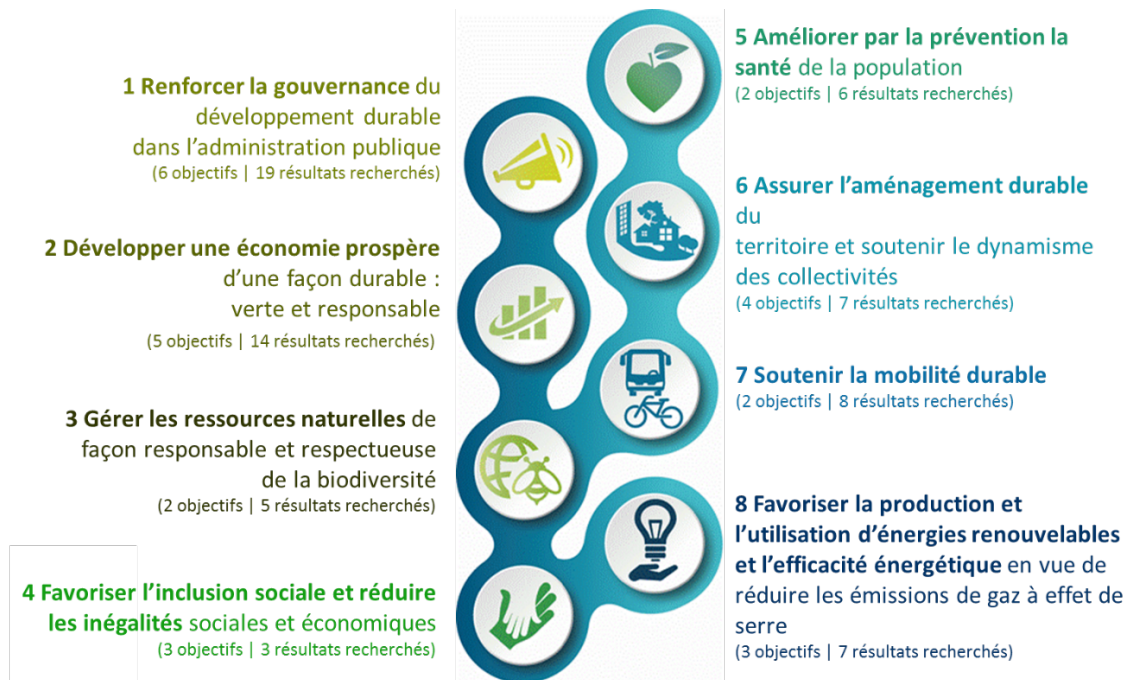 1 Renforcer la gouvernance du
développement durable
dans l’administration publique
(6 objectifs | 19 résultats recherchés)
2 Développer une économie prospère
d’une façon durable :
verte et responsable
(5 objectifs | 14 résultats recherchés)
3 Gérer les ressources naturelles de
façon responsable et respectueuse
de la biodiversité
(2 objectifs | 5 résultats recherchés)
4 Favoriser l’inclusion sociale et réduire
les inégalités sociales et économiques
(3 objectifs | 3 résultats recherchés)
5 Améliorer par la prévention la
santé de la population
(2 objectifs | 6 résultats recherchés)
6 Assurer l’aménagement durable
du
territoire et soutenir le dynamisme
des collectivités
(4 objectifs | 7 résultats recherchés)
7 Soutenir la mobilité durable
(2 objectifs | 8 résultats recherchés)
8 Favoriser la production et
l’utilisation d’énergies renouvelables
et l’efficacité énergétique en vue de
réduire les émissions de gaz à effet de
serre
(3 objectifs | 7 résultats recherchés)